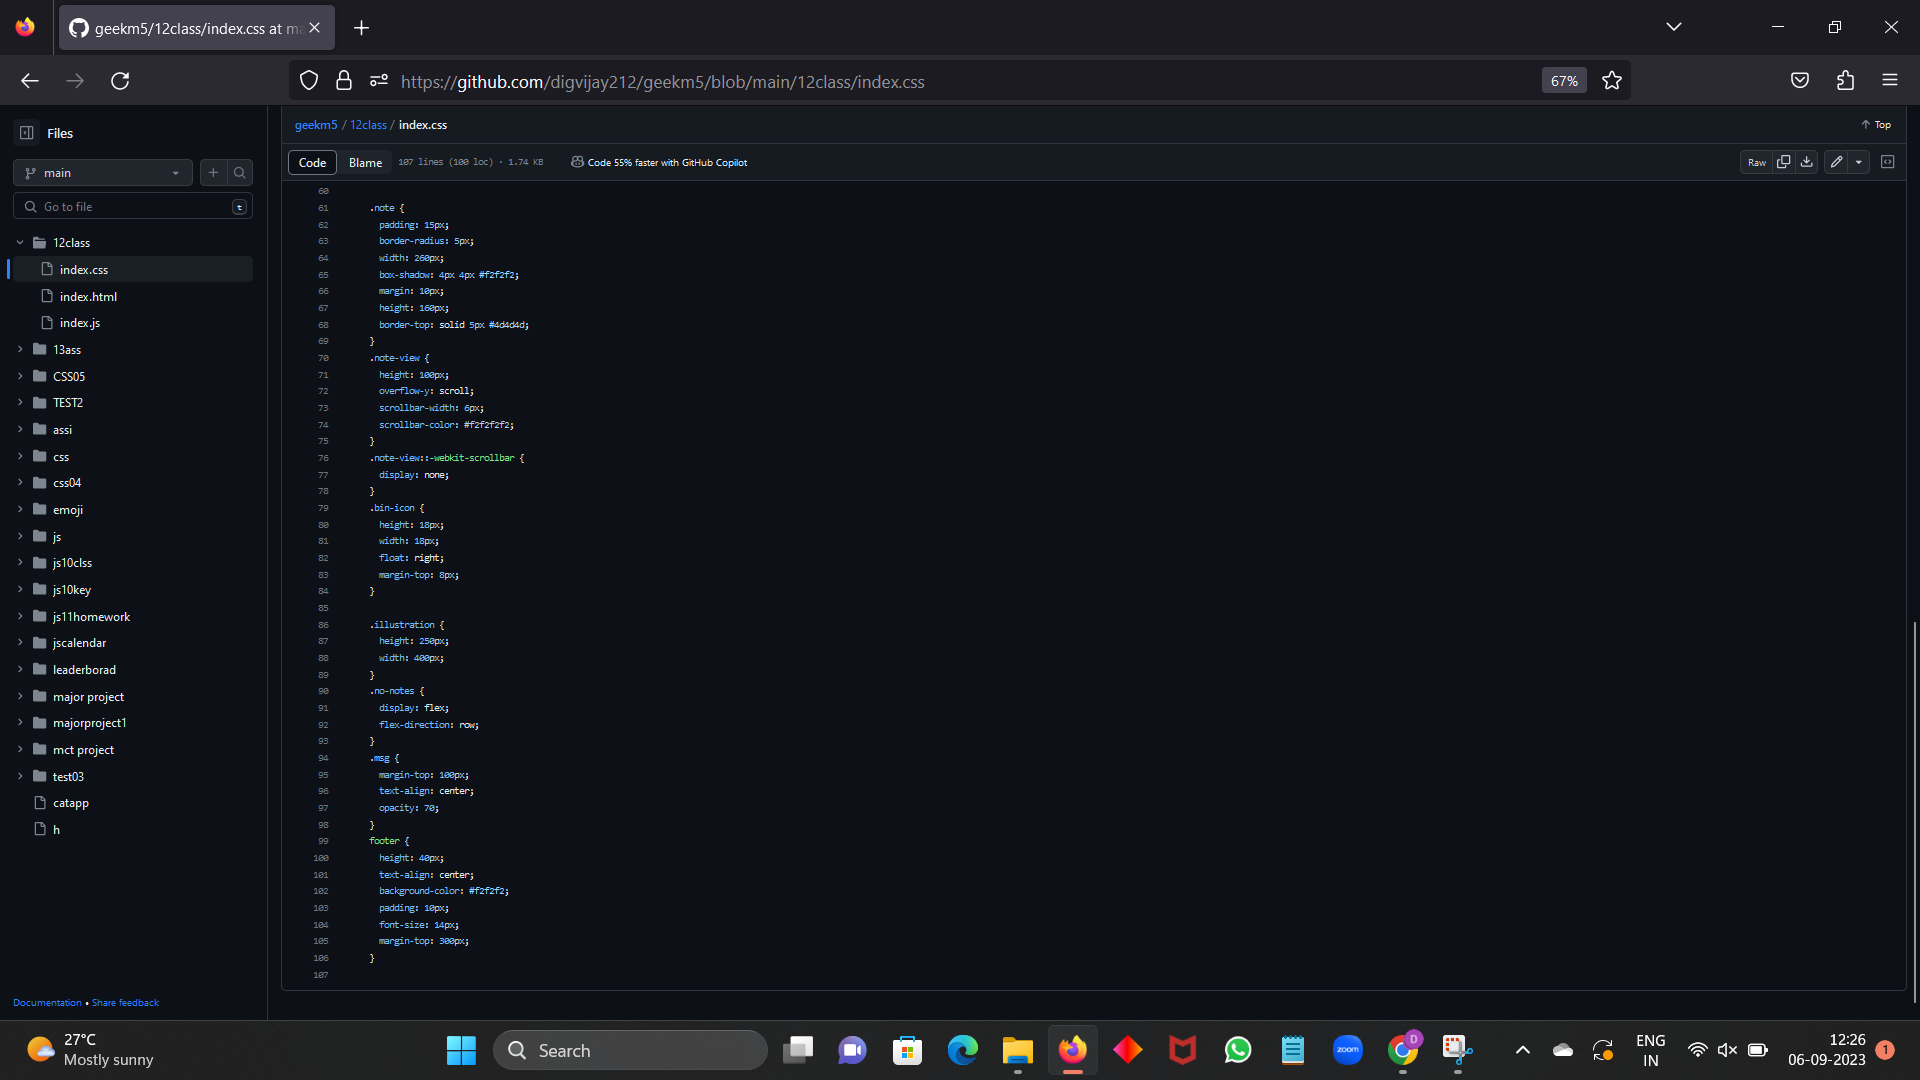 geekm5/12class/index.css at ma
https://github.com/digvijay212/geekm5/blob/main/12class/index.css
67%
Files
main
Go to file
t
12class
index.css
index.html
index.js
13ass
CSS05
TEST2
assi
css
css04
emoji
js
js10clss
js10key
js11homework
jscalendar
leaderborad
major project
majorproject1
mct project
test03
catapp
h
Documentation • Share feedback
geekm5 / 12class / index.css
Top
Code
Blame
107 lines (100 loc) · 1.74 KB
Code 55% faster with GitHub Copilot
Raw
60
61 .note {
62 padding: 15px;
63 border-radius: 5px;
64 width: 260px;
65 box-shadow: 4px 4px #f2f2f2;
66 margin: 10px;
67 height: 160px;
68 border-top: solid 5px #4d4d4d;
69 }
70 .note-view {
71 height: 100px;
72 overflow-y: scroll;
73 scrollbar-width: 6px;
74 scrollbar-color: #f2f2f2f2;
75 }
76 .note-view::-webkit-scrollbar {
77 display: none;
78 }
79 .bin-icon {
80 height: 18px;
81 width: 18px;
82 float: right;
83 margin-top: 8px;
84 }
85
86 .illustration {
87 height: 250px;
88 width: 400px;
89 }
90 .no-notes {
91 display: flex;
92 flex-direction: row;
93 }
94 .msg {
95 margin-top: 100px;
96 text-align: center;
97 opacity: 70;
98 }
99 footer {
100 height: 40px;
101 text-align: center;
102 background-color: #f2f2f2;
103 padding: 10px;
104 font-size: 14px;
105 margin-top: 300px;
106 }
107
27°C
Mostly sunny
Search
zoom
D
ENG
IN
12:26
06-09-2023
1